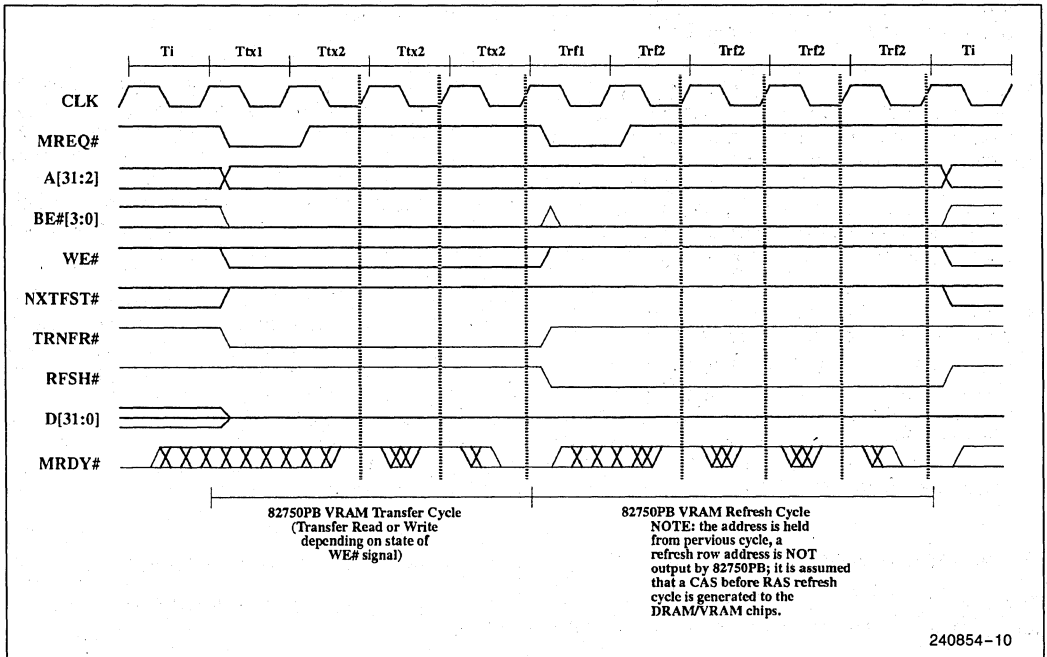 Ti Ttx1 Ttx2 Ttx2 Ttx2 Trf1 Trf2 Trf2 Trf2 Trf2 Ti
CLK
MREQ#
A[31:2]
BE#[3:0]
WE#
NXTFST#
TRNFR#
RFSH#
D[31:0]
MRDY#
82750PB VRAM Transfer Cycle
(Transfer Read or Write
depending on state of
WE# signal)
82750PB VRAM Refresh Cycle
NOTE: the address is held
from pervious cycle, a
refresh row address is NOT
output by 82750PB; it is assumed
that a CAS before RAS refresh
cycle is generated to the
DRAM/VRAM chips.
240854-10